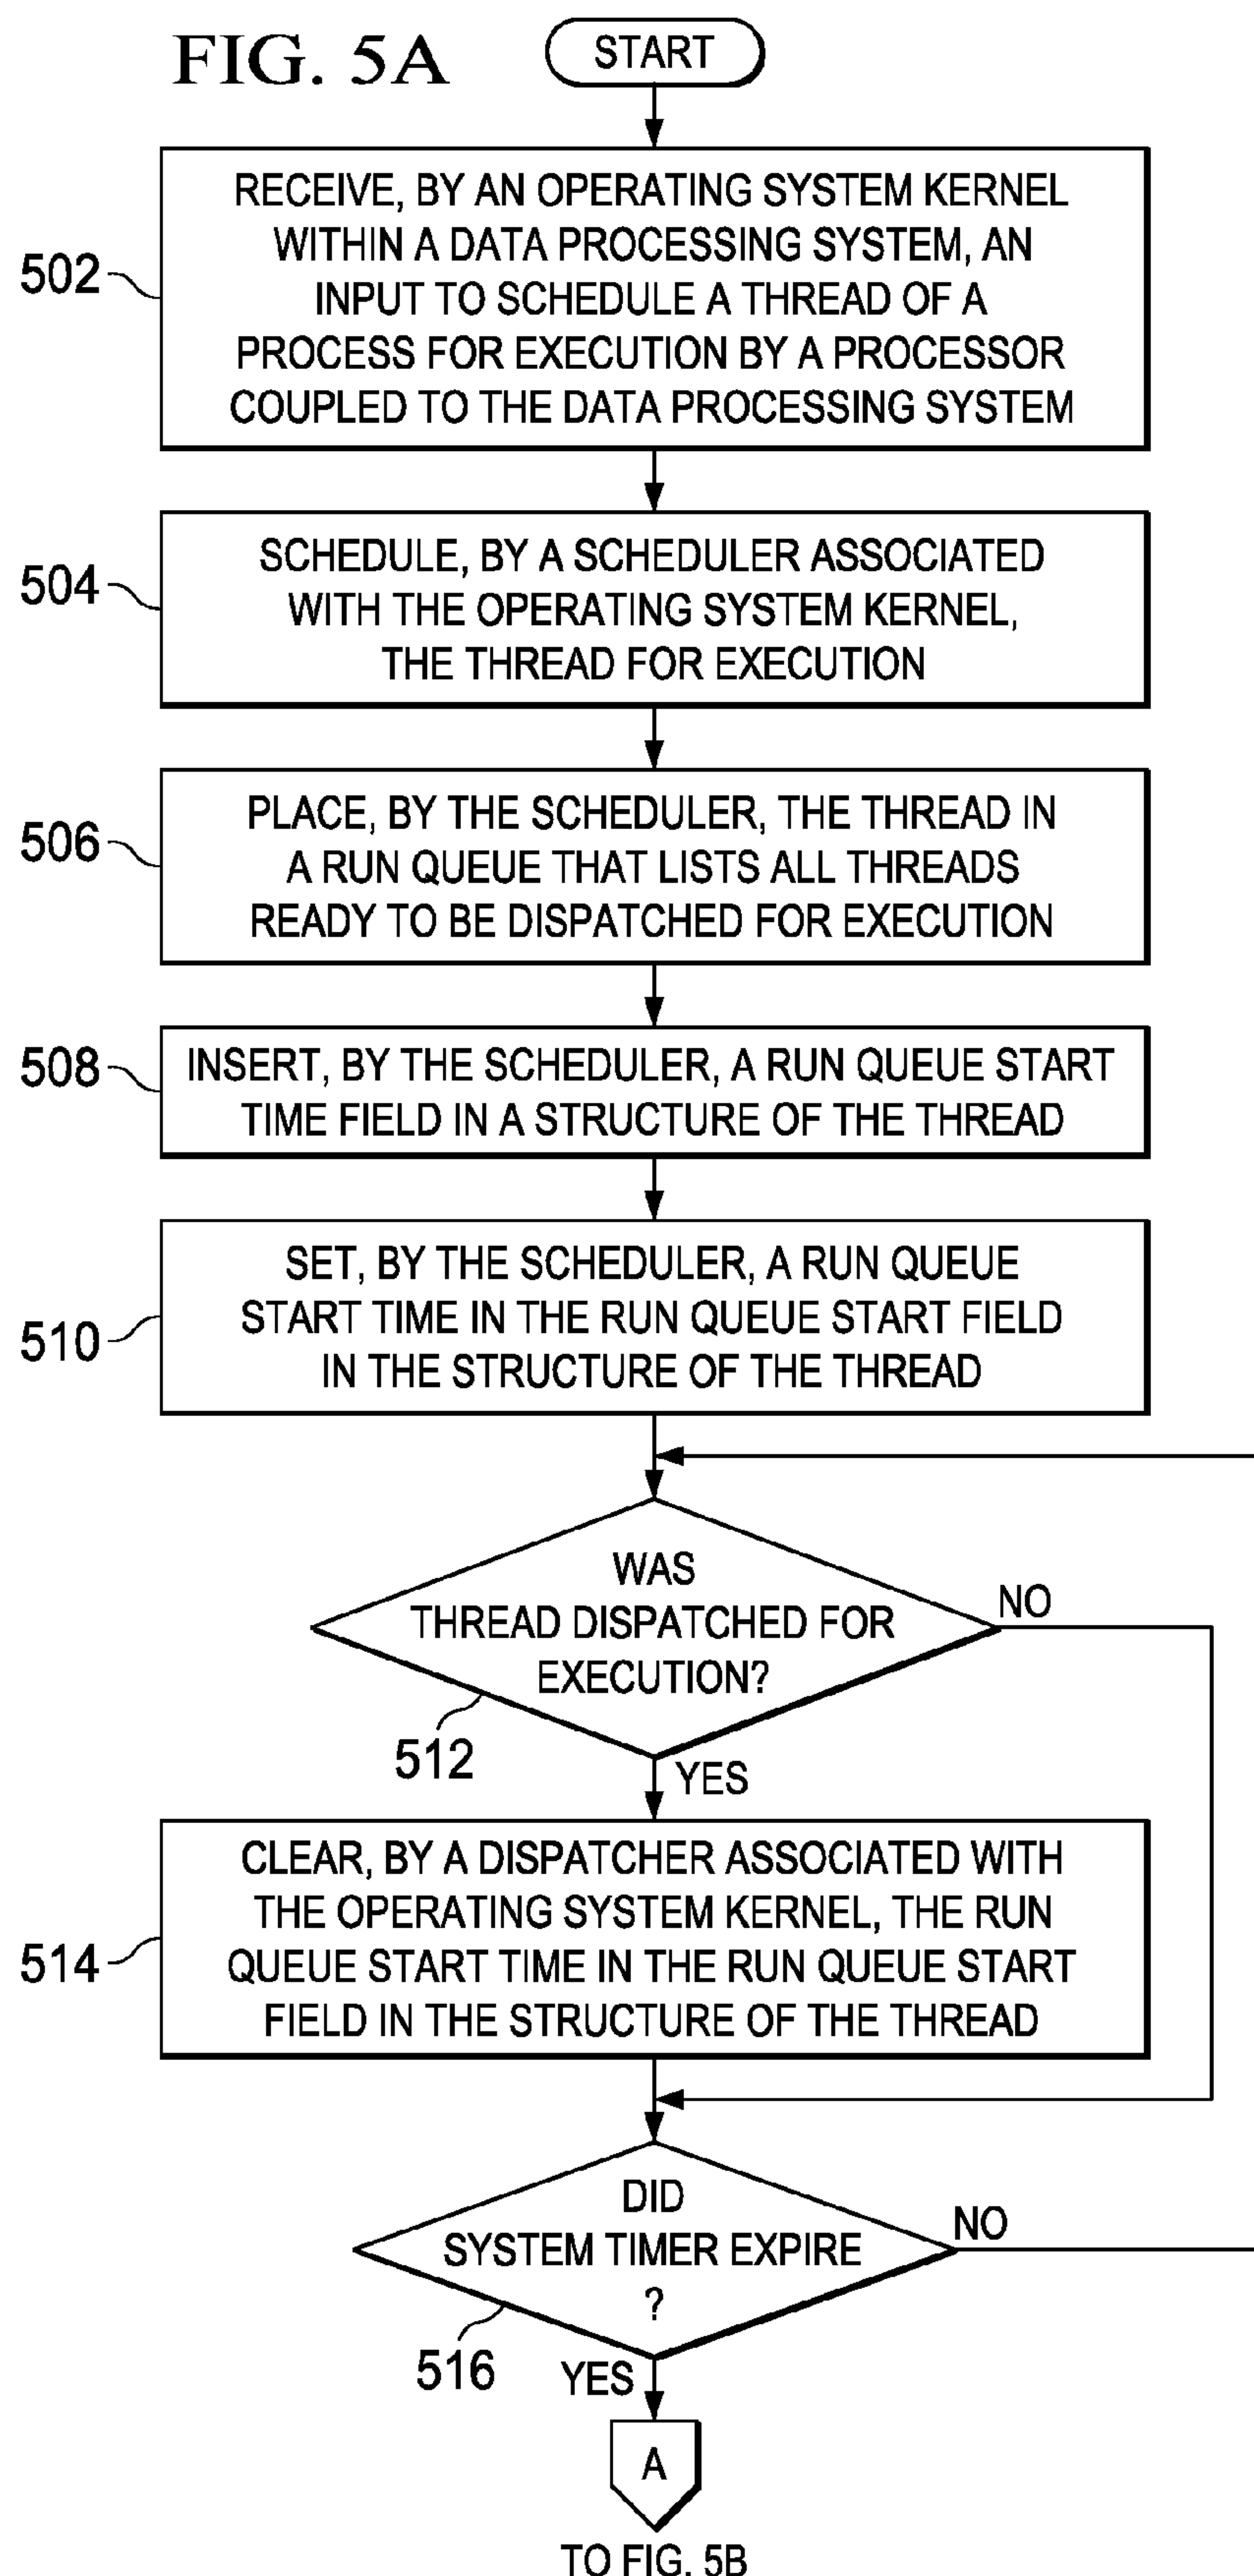 FIG. 5A
START
502
RECEIVE, BY AN OPERATING SYSTEM KERNEL
WITHIN A DATA PROCESSING SYSTEM, AN
INPUT TO SCHEDULE A THREAD OF A
PROCESS FOR EXECUTION BY A PROCESSOR
COUPLED TO THE DATA PROCESSING SYSTEM
504
SCHEDULE, BY A SCHEDULER ASSOCIATED
WITH THE OPERATING SYSTEM KERNEL,
THE THREAD FOR EXECUTION
506
PLACE, BY THE SCHEDULER, THE THREAD IN
A RUN QUEUE THAT LISTS ALL THREADS
READY TO BE DISPATCHED FOR EXECUTION
508
INSERT, BY THE SCHEDULER, A RUN QUEUE START
TIME FIELD IN A STRUCTURE OF THE THREAD
510
SET, BY THE SCHEDULER, A RUN QUEUE
START TIME IN THE RUN QUEUE START FIELD
IN THE STRUCTURE OF THE THREAD
WAS
THREAD DISPATCHED FOR
EXECUTION?
NO
512
YES
514
CLEAR, BY A DISPATCHER ASSOCIATED WITH
THE OPERATING SYSTEM KERNEL, THE RUN
QUEUE START TIME IN THE RUN QUEUE START
FIELD IN THE STRUCTURE OF THE THREAD
DID
SYSTEM TIMER EXPIRE
?
NO
516
YES
A
TO FIG. 5B